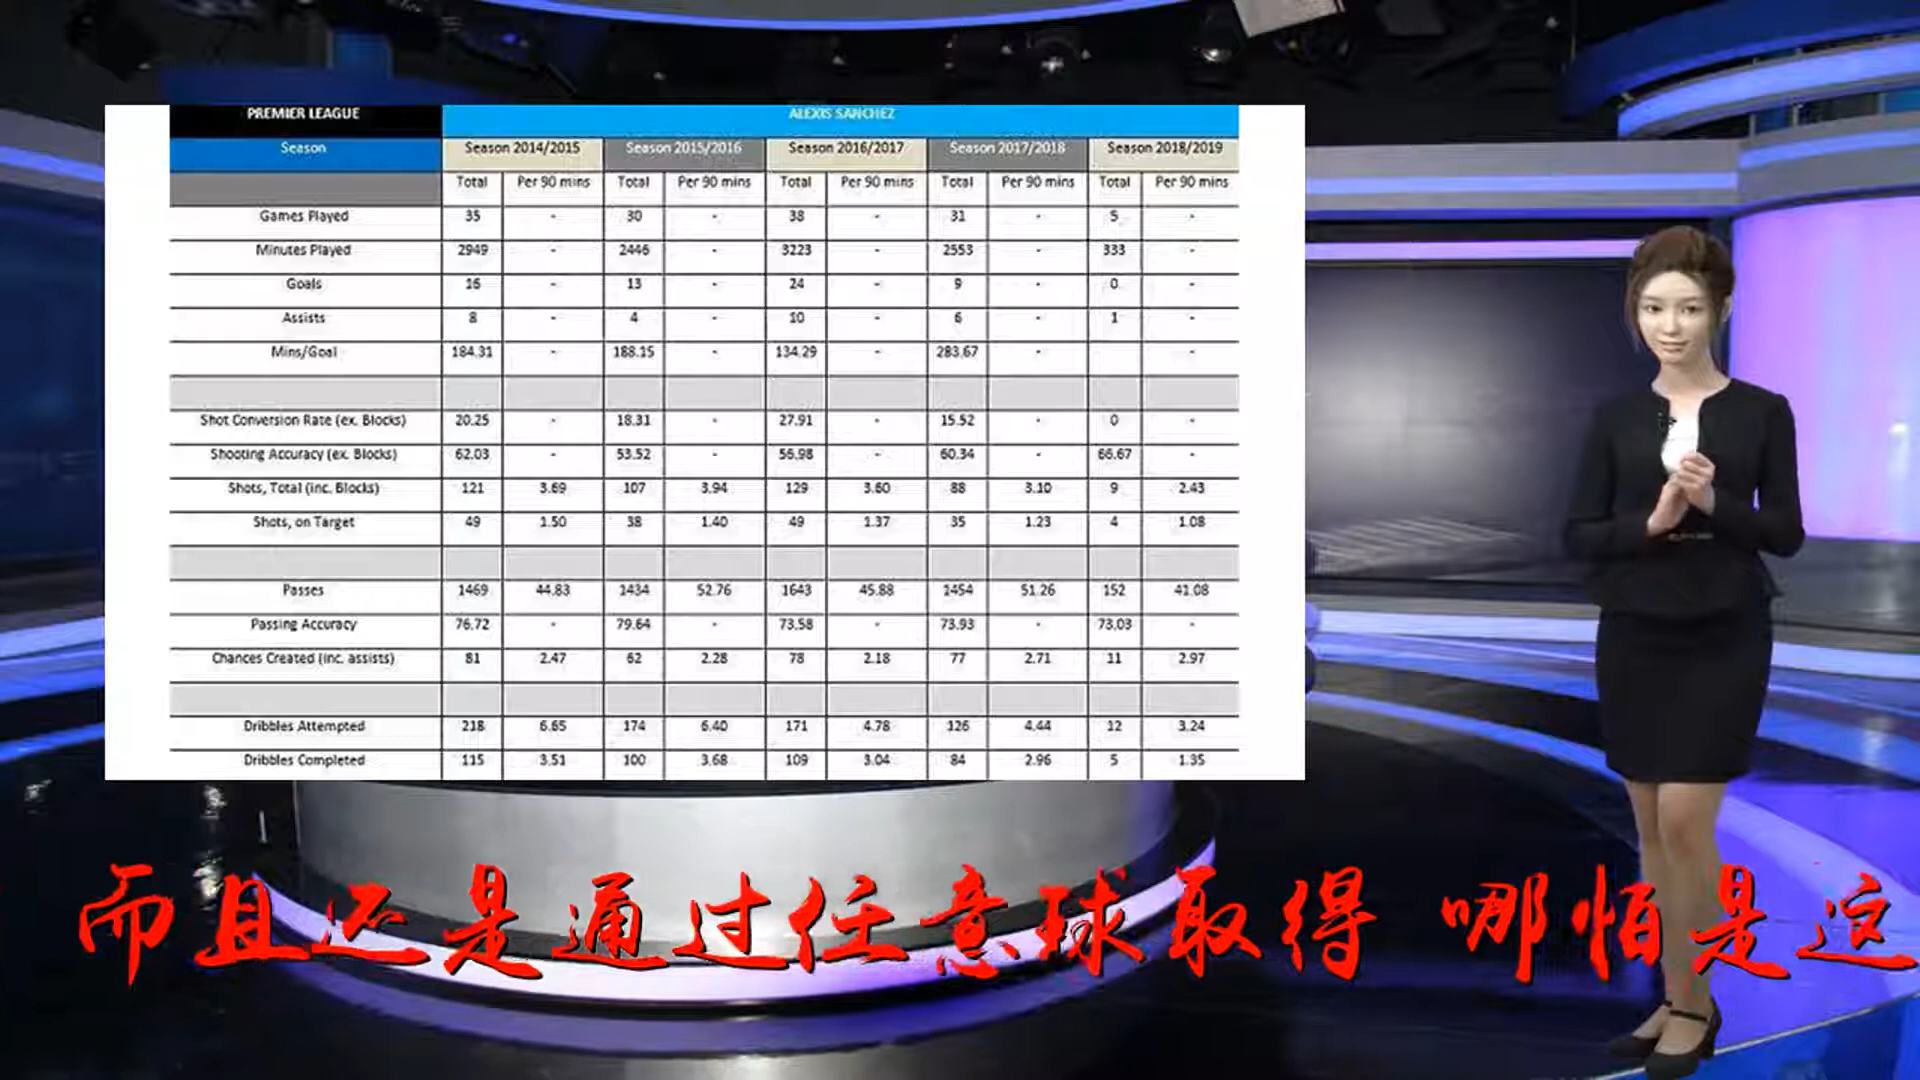 PREMIER LEAGUE ALEXIS SANCHEZ
Season Season 2014/2015 Season 2015/2016 Season 2016/2017 Season 2017/2018 Season 2018/2019
Total Per 90 mins Total Per 90 mins Total Per 90 mins Total Per 90 mins Total Per 90 mins
Games Played 35 - 30 - 38 - 31 - 5 -
Minutes Played 2949 - 2446 - 3223 - 2553 - 333 -
Goals 16 - 13 - 24 - 9 - 0 -
Assists 8 - 4 - 10 - 6 - 1 -
Mins/Goal 184.31 - 188.15 - 134.29 - 283.67 - -
Shot Conversion Rate (ex. Blocks) 20.25 - 18.31 - 27.91 - 15.52 - 0 -
Shooting Accuracy (ex. Blocks) 62.03 - 53.52 - 56.98 - 60.34 - 66.67 -
Shots, Total (inc. Blocks) 121 3.69 107 3.94 129 3.60 88 3.10 9 2.43
Shots, on Target 49 1.50 38 1.40 49 1.37 35 1.23 4 1.08
Passes 1469 44.83 1434 52.76 1643 45.88 1454 51.26 152 41.08
Passing Accuracy 76.72 - 79.64 - 73.58 - 73.93 - 73.03 -
Chances Created (inc. assists) 81 2.47 62 2.28 78 2.18 77 2.71 11 2.97
Dribbles Attempted 218 6.65 174 6.40 171 4.78 126 4.44 12 3.24
Dribbles Completed 115 3.51 100 3.68 109 3.04 84 2.96 5 1.35
而且还是通过任意球取得 哪怕是这